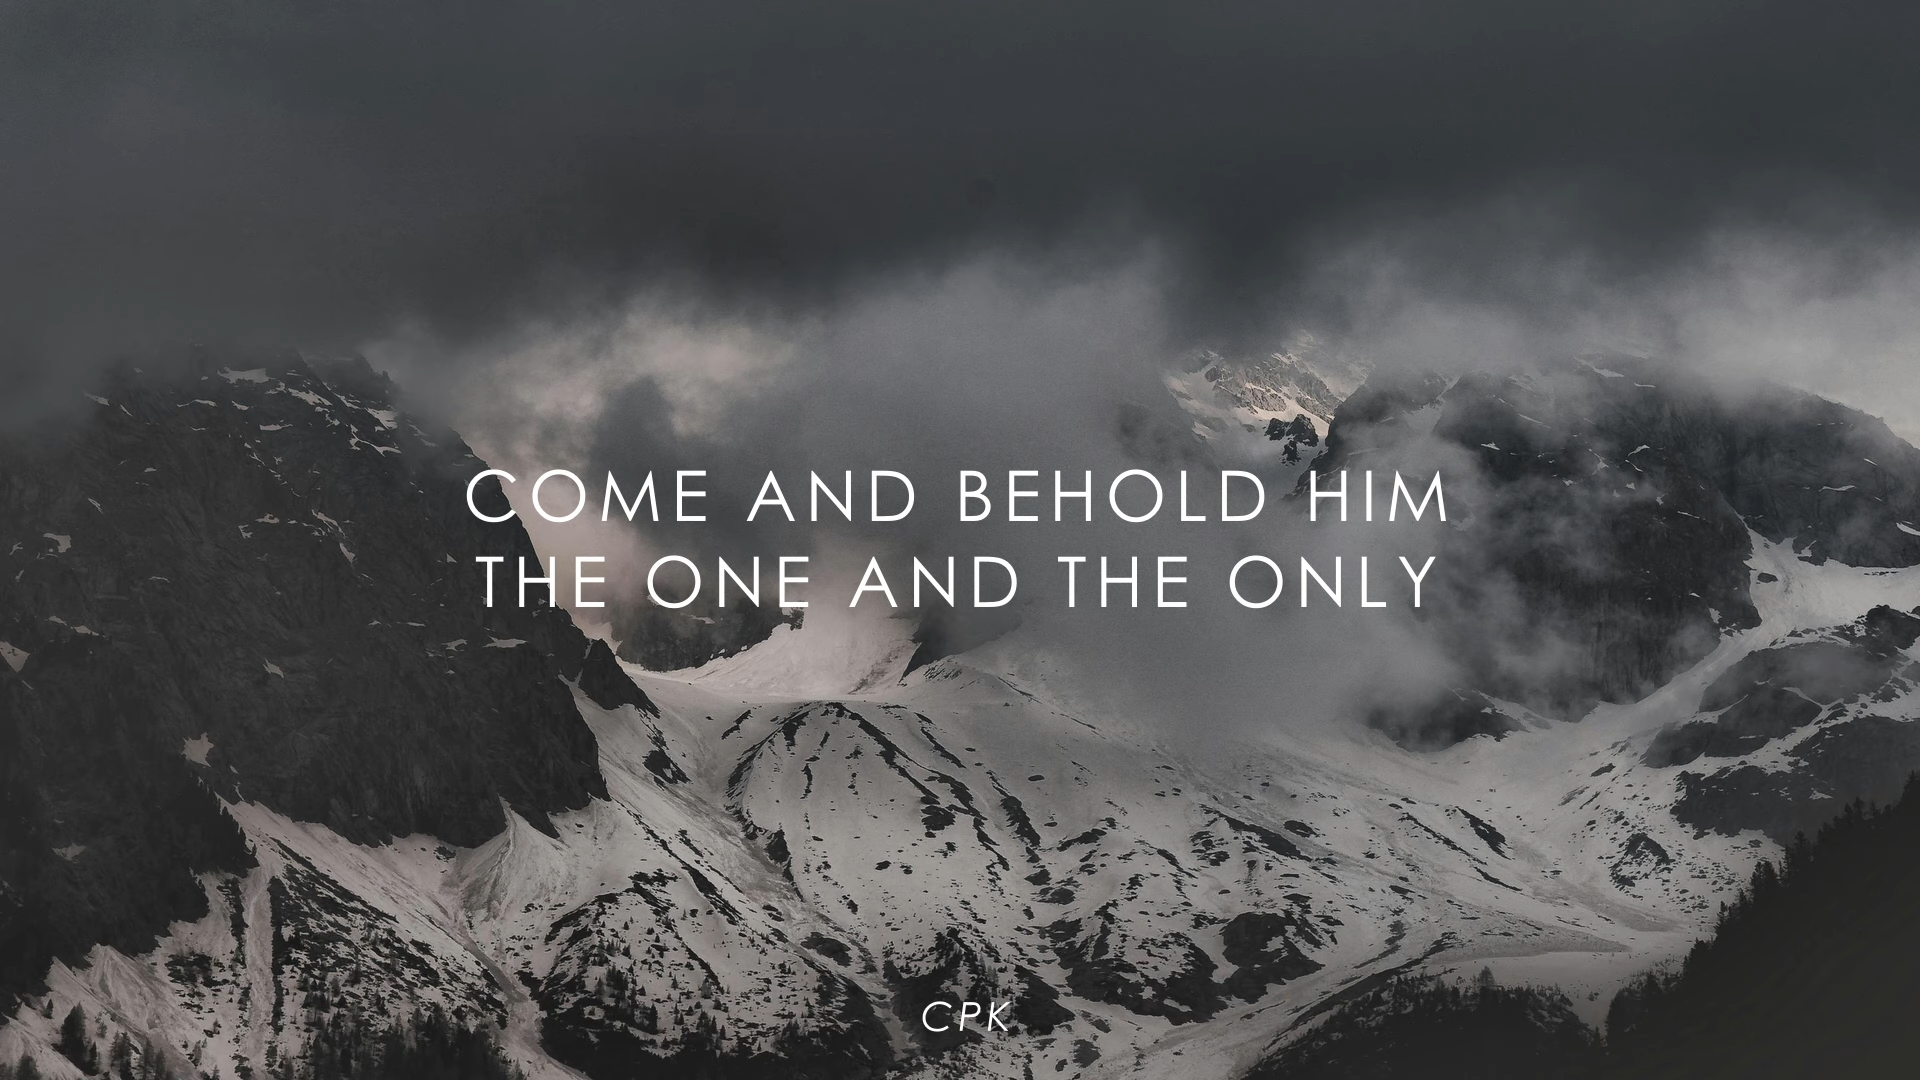 COME AND BEHOLD HIM
THE ONE AND THE ONLY
CPK